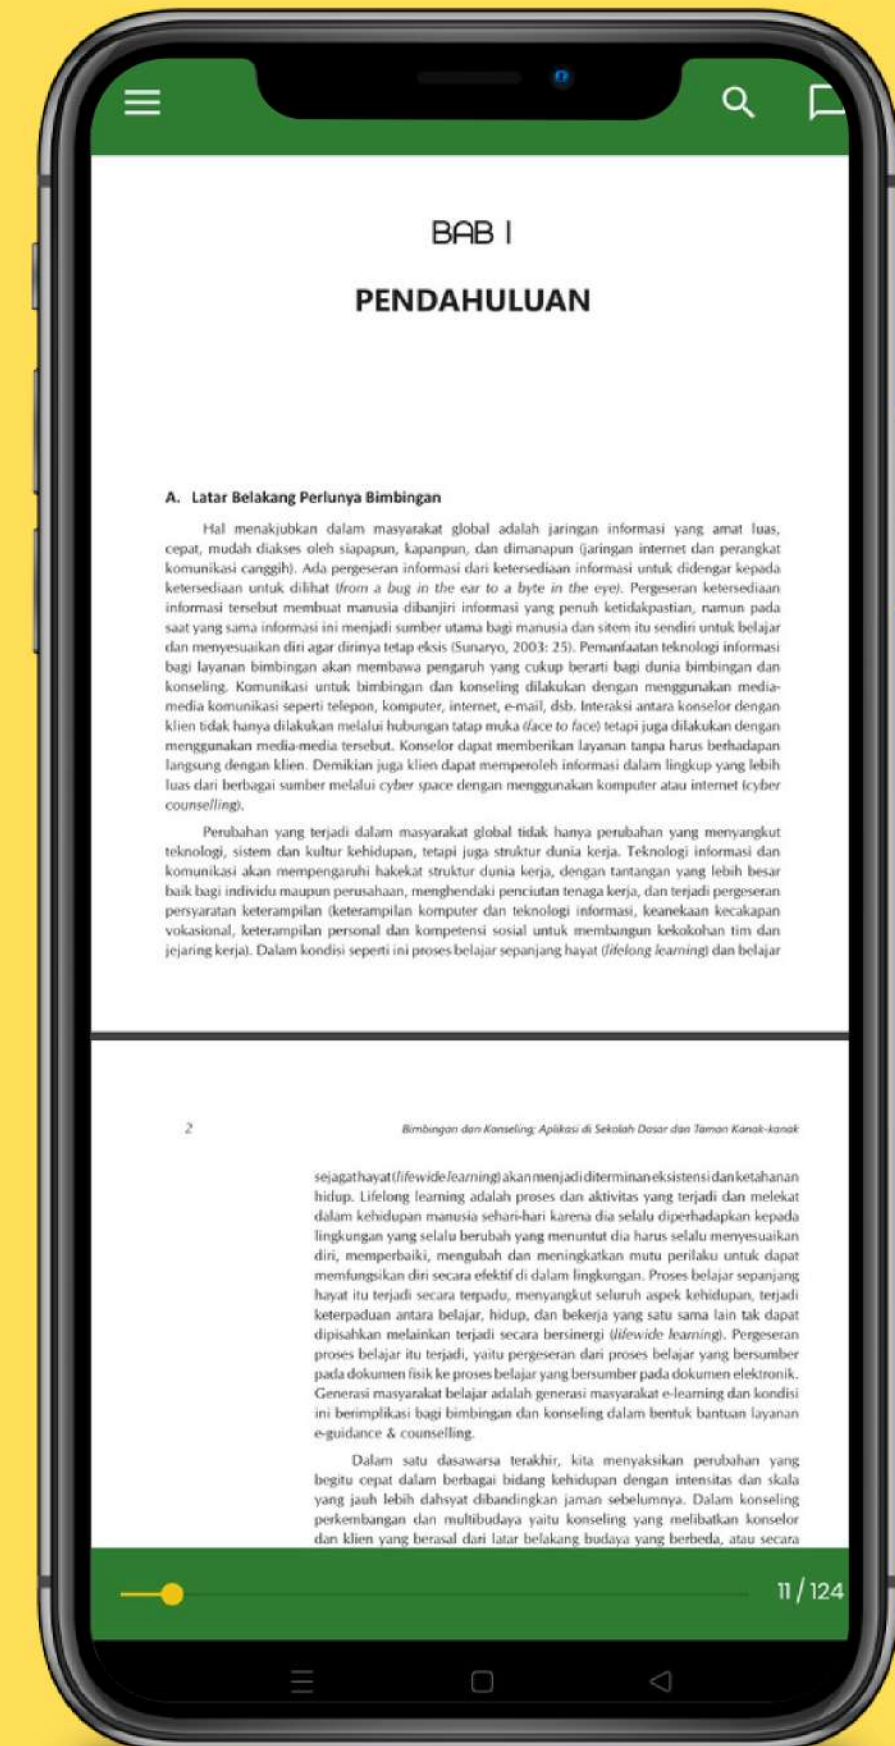 BAB I
PENDAHULUAN
A. Latar Belakang Perlunya Bimbingan
Hal menakjubkan dalam masyarakat global adalah jaringan informasi yang amat luas,
cepat, mudah diakses oleh siapapun, kapanpun, dan dimanapun (jaringan internet dan perangkat
komunikasi canggih). Ada pergeseran informasi dari ketersediaan informasi untuk didengar kepada
ketersediaan untuk dilihat (from a bug in the ear to a byte in the eye). Pergeseran ketersediaan
informasi tersebut membuat manusia dibanjiri informasi yang penuh ketidakpastian, namun pada
saat yang sama informasi ini menjadi sumber utama bagi manusia dan sitem itu sendiri untuk belajar
dan menyesuaikan diri agar dirinya tetap eksis (Sunaryo, 2003: 25). Pemanfaatan teknologi informasi
bagi layanan bimbingan akan membawa pengaruh yang cukup berarti bagi dunia bimbingan dan
konseling. Komunikasi untuk bimbingan dan konseling dilakukan dengan menggunakan media-
media komunikasi seperti telepon, komputer, internet, e-mail, dsb. Interaksi antara konselor dengan
klien tidak hanya dilakukan melalui hubungan tatap muka (face to face) tetapi juga dilakukan dengan
menggunakan media-media tersebut. Konselor dapat memberikan layanan tanpa harus berhadapan
langsung dengan klien. Demikian juga klien dapat memperoleh informasi dalam lingkup yang lebih
luas dari berbagai sumber melalui cyber space dengan menggunakan komputer atau internet (cyber
counselling).
Perubahan yang terjadi dalam masyarakat global tidak hanya perubahan yang menyangkut
teknologi, sistem dan kultur kehidupan, tetapi juga struktur dunia kerja. Teknologi informasi dan
komunikasi akan mempengaruhi hakekat struktur dunia kerja, dengan tantangan yang lebih besar
baik bagi individu maupun perusahaan, menghendaki penciutan tenaga kerja, dan terjadi pergeseran
persyaratan keterampilan (keterampilan komputer dan teknologi informasi, keanekaan kecakapan
vokasional, keterampilan personal dan kompetensi sosial untuk membangun kekokohan tim dan
jejaring kerja). Dalam kondisi seperti ini proses belajar sepanjang hayat (lifelong learning) dan belajar
2 Bimbingan dan Konseling; Aplikasi di Sekolah Dasar dan Taman Kanak-kanak
sejagat hayat (lifewide learning) akan menjadi diterminan eksistensi dan ketahanan
hidup. Lifelong learning adalah proses dan aktivitas yang terjadi dan melekat
dalam kehidupan manusia sehari-hari karena dia selalu diperhadapkan kepada
lingkungan yang selalu berubah yang menuntut dia harus selalu menyesuaikan
diri, memperbaiki, mengubah dan meningkatkan mutu perilaku untuk dapat
memfungsikan diri secara efektif di dalam lingkungan. Proses belajar sepanjang
hayat itu terjadi secara terpadu, menyangkut seluruh aspek kehidupan, terjadi
keterpaduan antara belajar, hidup, dan bekerja yang satu sama lain tak dapat
dipisahkan melainkan terjadi secara bersinergi (lifewide learning). Pergeseran
proses belajar itu terjadi, yaitu pergeseran dari proses belajar yang bersumber
pada dokumen fisik ke proses belajar yang bersumber pada dokumen elektronik.
Generasi masyarakat belajar adalah generasi masyarakat e-learning dan kondisi
ini berimplikasi bagi bimbingan dan konseling dalam bentuk bantuan layanan
e-guidance & counselling.
Dalam satu dasawarsa terakhir, kita menyaksikan perubahan yang
begitu cepat dalam berbagai bidang kehidupan dengan intensitas dan skala
yang jauh lebih dahsyat dibandingkan jaman sebelumnya. Dalam konseling
perkembangan dan multibudaya yaitu konseling yang melibatkan konselor
dan klien yang berasal dari latar belakang budaya yang berbeda, atau secara
11 / 124